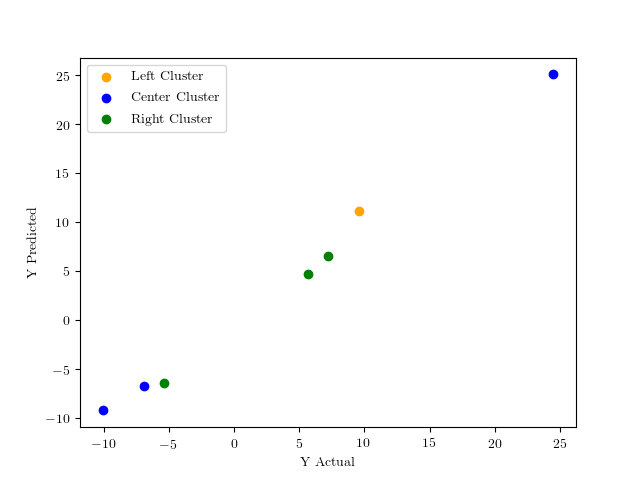 25
20
15
10
5
0
−5
−10
Y Predicted
Left Cluster
Center Cluster
Right Cluster
−10 −5 0 5 10 15 20 25
Y Actual